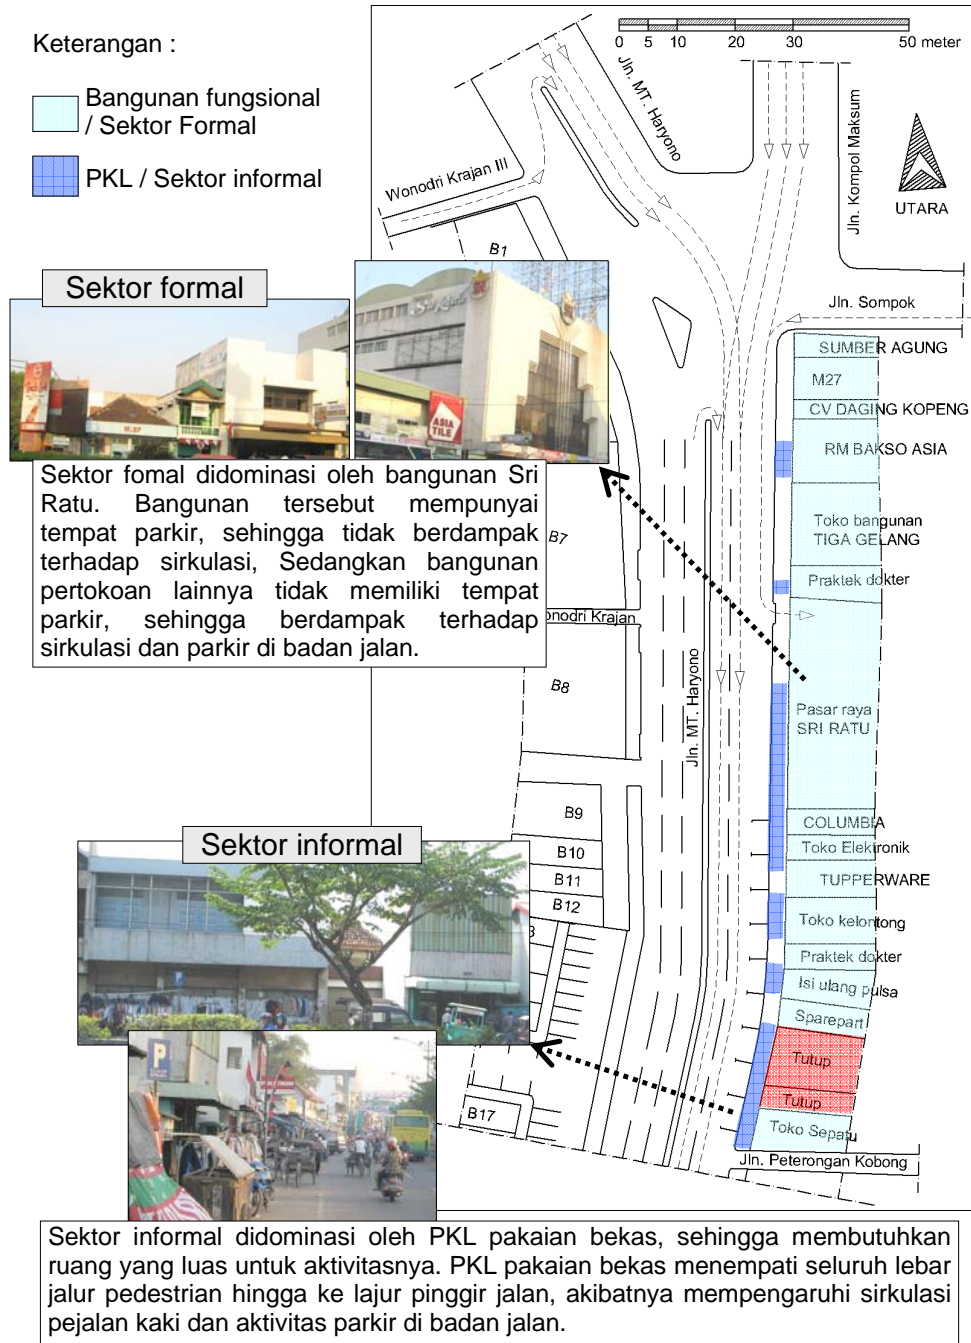 Keterangan :
Bangunan fungsional
/ Sektor Formal
PKL / Sektor informal
0 5 10 20 30 50 meter
Jln. MT. Haryono
Jln. Kompol Maksum
UTARA
Wonodri Krajan III
B1
Jln. Sompok
Sektor formal
ASIA
TILE
SUMBER AGUNG
M27
CV DAGING KOPENG
RM BAKSO ASIA
Sektor fomal didominasi oleh bangunan Sri
Ratu. Bangunan tersebut mempunyai
tempat parkir, sehingga tidak berdampak
terhadap sirkulasi, Sedangkan bangunan
pertokoan lainnya tidak memiliki tempat
parkir, sehingga berdampak terhadap
sirkulasi dan parkir di badan jalan.
B7
Toko bangunan
TIGA GELANG
Praktek dokter
onodri Krajan
B8
Jln. MT. Haryono
Pasar raya
SRI RATU
B9
B10
B11
B12
3
COLUMBIA
Toko Elektronik
TUPPERWARE
Toko kelontong
Praktek dokter
Isi ulang pulsa
Sparepart
Tutup
Tutup
Toko Sepatu
Sektor informal
P
P
B17
Jln. Peterongan Kobong
Sektor informal didominasi oleh PKL pakaian bekas, sehingga membutuhkan
ruang yang luas untuk aktivitasnya. PKL pakaian bekas menempati seluruh lebar
jalur pedestrian hingga ke lajur pinggir jalan, akibatnya mempengaruhi sirkulasi
pejalan kaki dan aktivitas parkir di badan jalan.